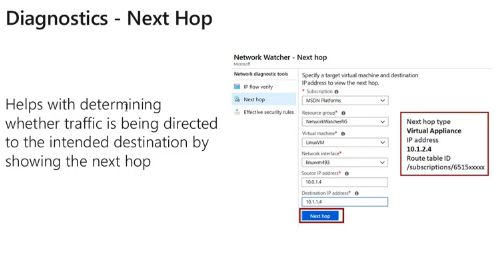 Diagnostics - Next Hop
Helps with determining
whether traffic is being directed
to the intended destination by
showing the next hop
Network Watcher - Next hop
Microsoft
Network diagnostic tools
IP flow verify
Next hop
Effective security rules
Specify a target virtual machine and destination
IP address to view the next hop.
* Subscription
MSDN Platforms
Resource group*
NetworkWatcherRG
Virtual machine*
LinuxVM
Network interface*
linuxvm493
Source IP address*
10.0.1.4
Destination IP address*
10.1.1.4
Next hop
Next hop type
Virtual Appliance
IP address
10.1.2.4
Route table ID
/subscriptions/6515xxxxx